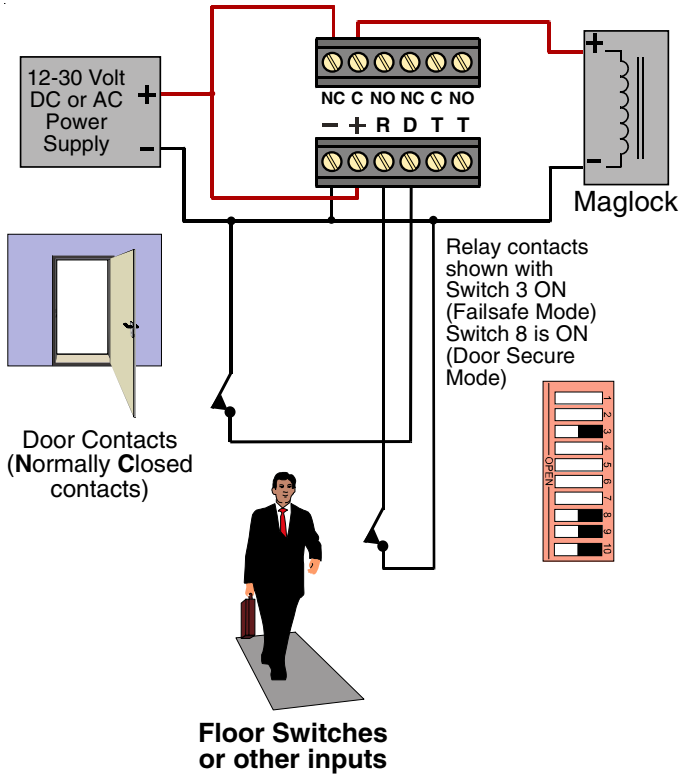 12-30 Volt
DC or AC
Power
Supply
+
-
NC C NO NC C NO
- + R D T T
+
-
Maglock
Relay contacts
shown with
Switch 3 ON
(Failsafe Mode)
Switch 8 is ON
(Door Secure
Mode)
Door Contacts
(Normally Closed
contacts)
OPEN
1
2
3
4
5
6
7
8
9
10
Floor Switches
or other inputs